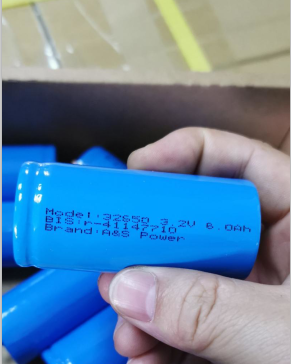 Model:32650 3.2V 6.0Ah
BIS:r-41147710
Brand:A&S Power